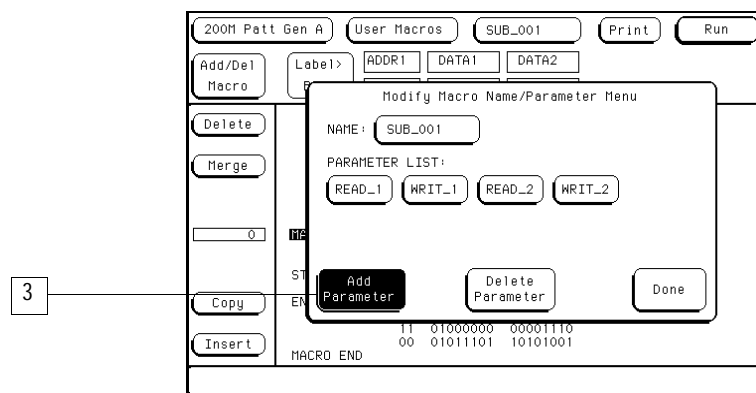 200M Patt Gen A User Macros SUB_001 Print Run
Add/Del Macro
Label>
ADDR1 DATA1 DATA2
Modify Macro Name/Parameter Menu
Delete
NAME: SUB_001
Merge
PARAMETER LIST:
READ_1 WRIT_1 READ_2 WRIT_2
0
3
Add Parameter
Delete Parameter
Done
Copy
11 01000000 00001110
Insert
00 01011101 10101001
MACRO END